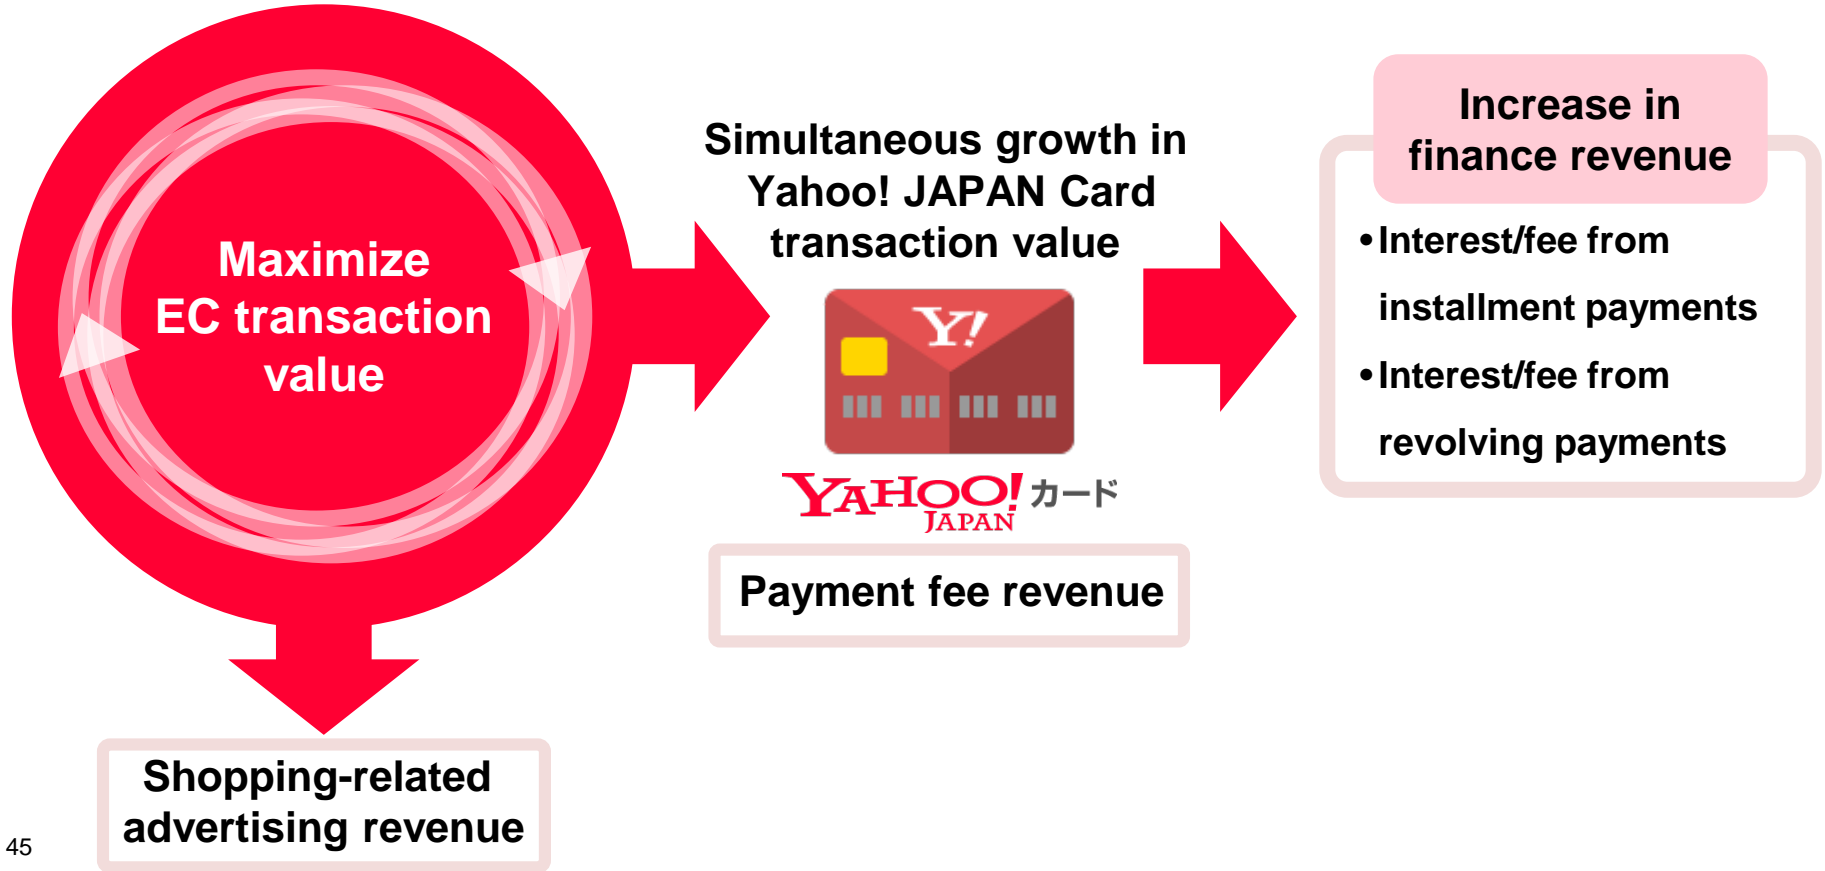 Maximize
EC transaction
value
Simultaneous growth in
Yahoo! JAPAN Card
transaction value
Y!
YAHOO! カード
JAPAN
Payment fee revenue
Increase in
finance revenue
•Interest/fee from
installment payments
•Interest/fee from
revolving payments
Shopping-related
advertising revenue
45